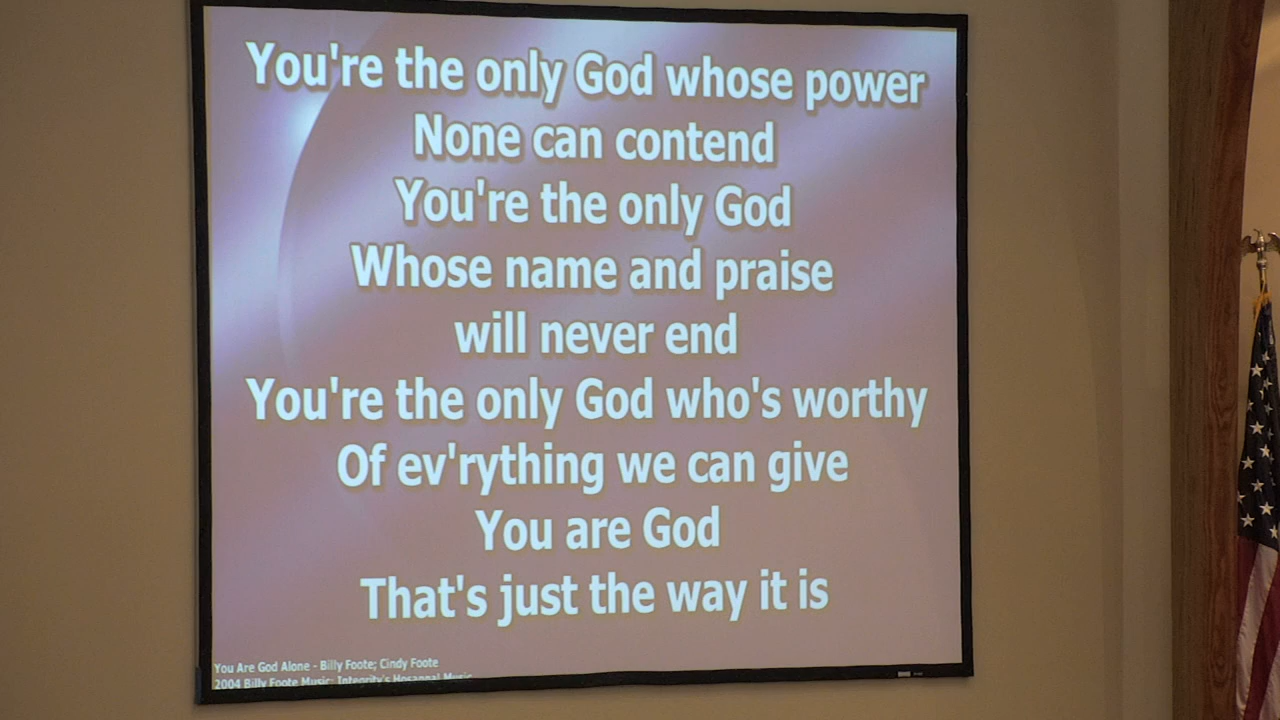 You're the only God whose power
None can contend
You're the only God
Whose name and praise
will never end
You're the only God who's worthy
Of ev'rything we can give
You are God
That's just the way it is
You Are God Alone - Billy Foote; Cindy Foote
2004 Billy Foote Music; Integrity's Hosanna! Music